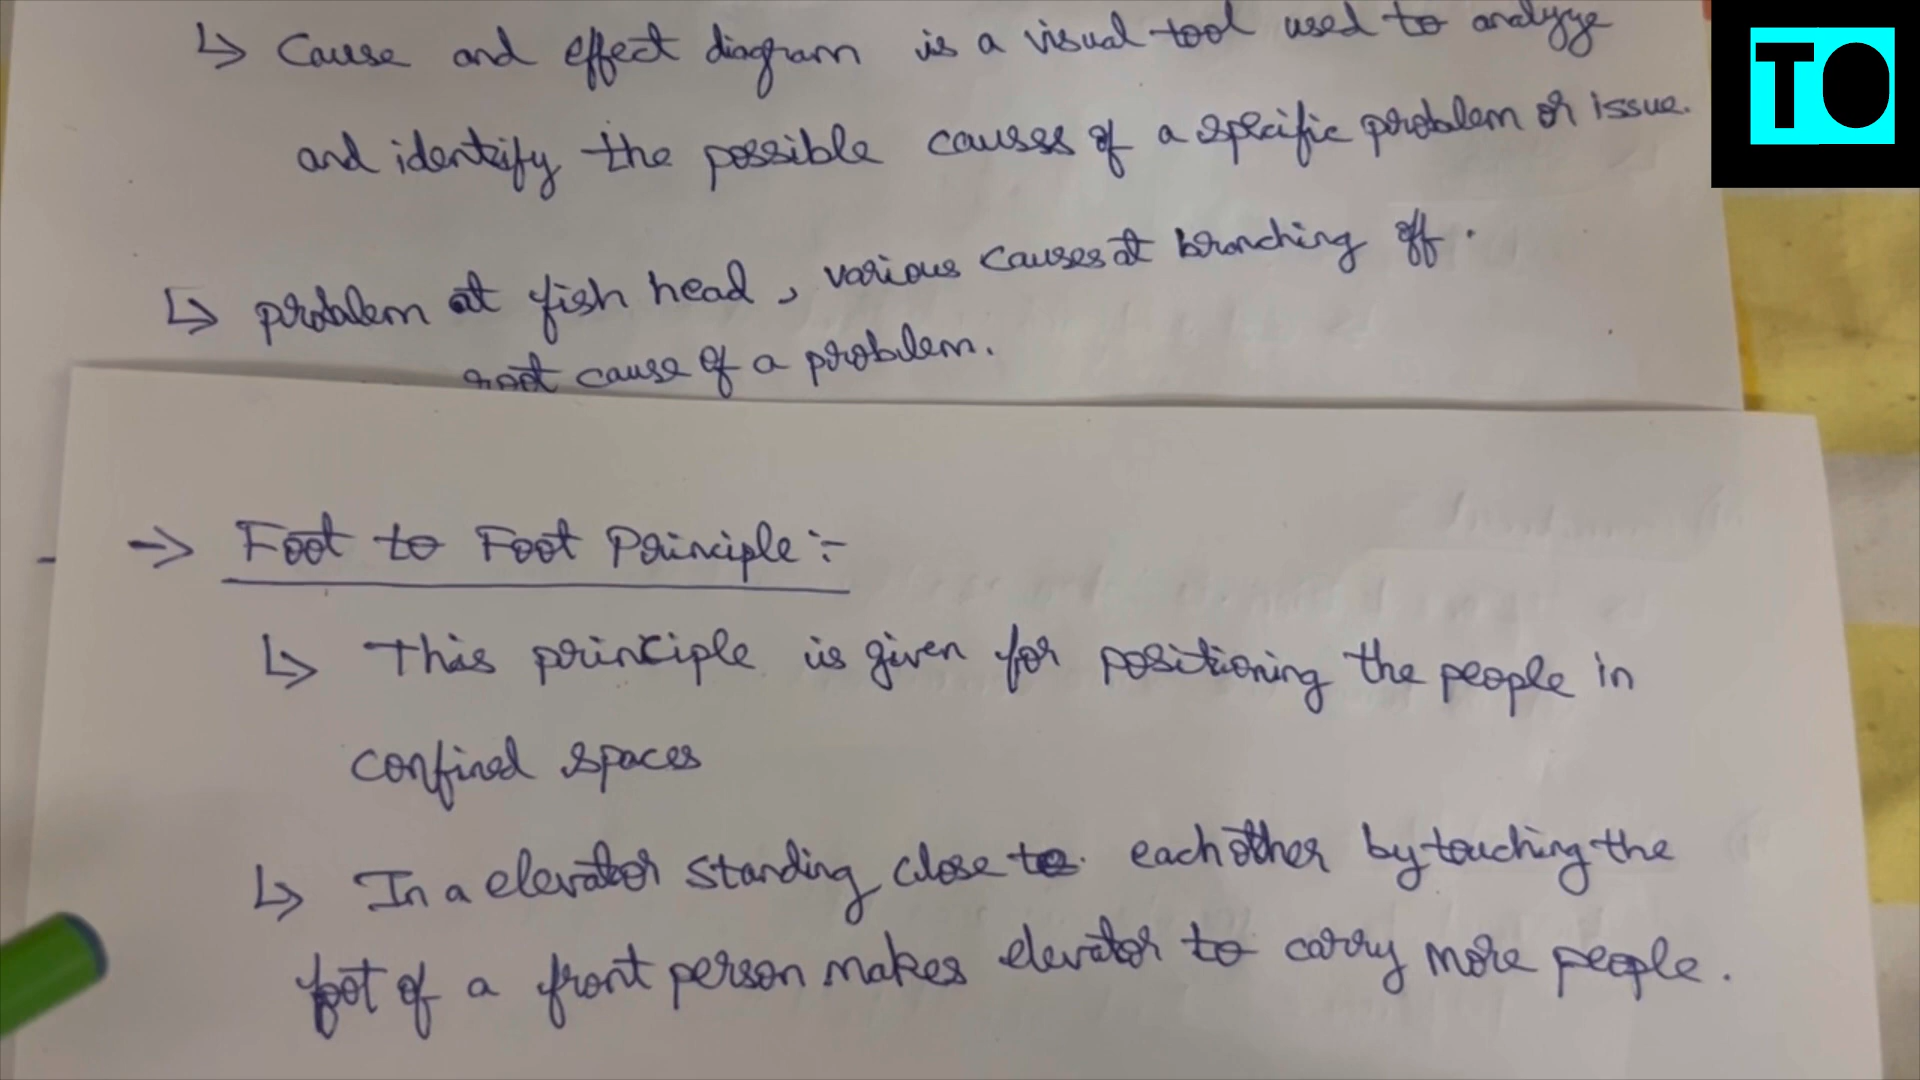 ↳ Cause and effect diagram is a visual tool used to analyze
and identify the possible causes of a specific problem or issue.
↳ problem at fish head, various causes at branching off.
root cause of a problem.
→ Foot to Foot Principle:-
↳ This principle is given for positioning the people in
confined spaces
↳ In a elevator standing close to each other by touching the
foot of a front person makes elevator to carry more people.
TO